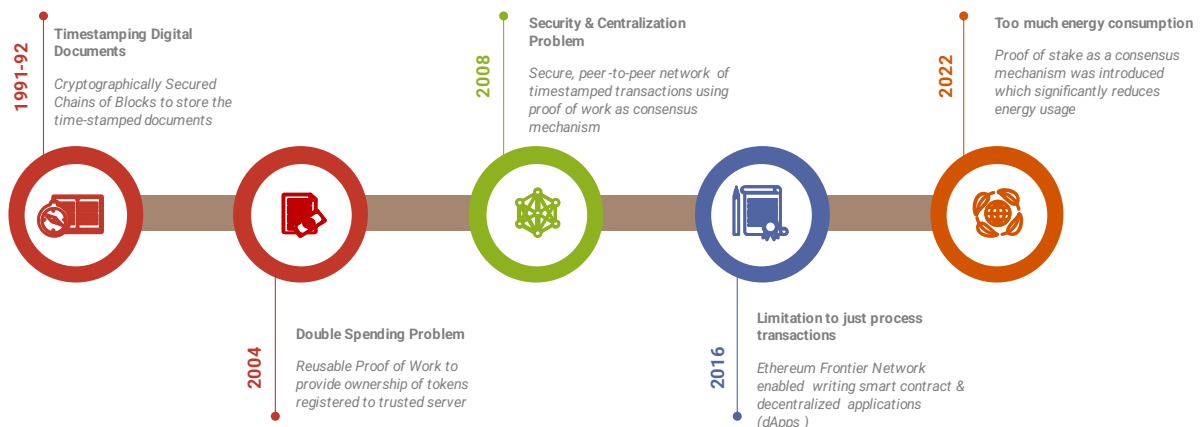 1991-92
Timestamping Digital
Documents
Cryptographically Secured
Chains of Blocks to store the
time-stamped documents
2004
Double Spending Problem
Reusable Proof of Work to
provide ownership of tokens
registered to trusted server
2008
Security & Centralization
Problem
Secure, peer-to-peer network of
timestamped transactions using
proof of work as consensus
mechanism
2016
Limitation to just process
transactions
Ethereum Frontier Network
enabled writing smart contract &
decentralized applications
(dApps )
2022
Too much energy consumption
Proof of stake as a consensus
mechanism was introduced
which significantly reduces
energy usage